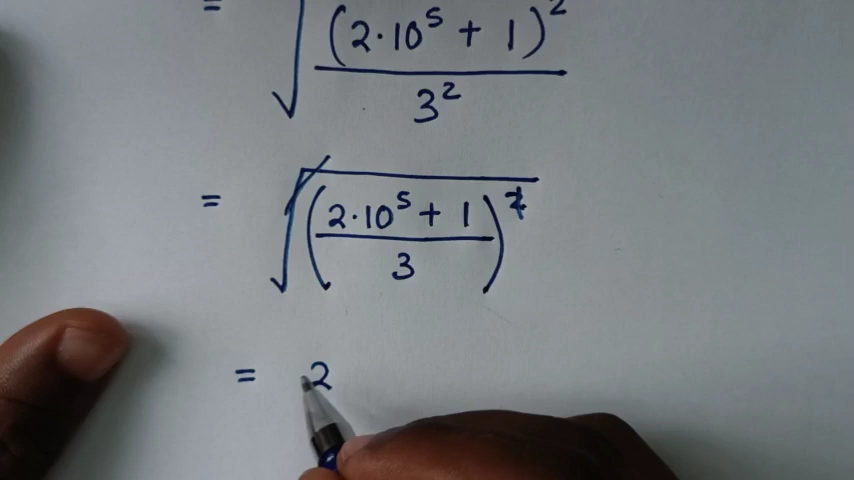 = √((2·10⁵ + 1)² / 3²)
= √(((2·10⁵ + 1) / 3)²)
= 2